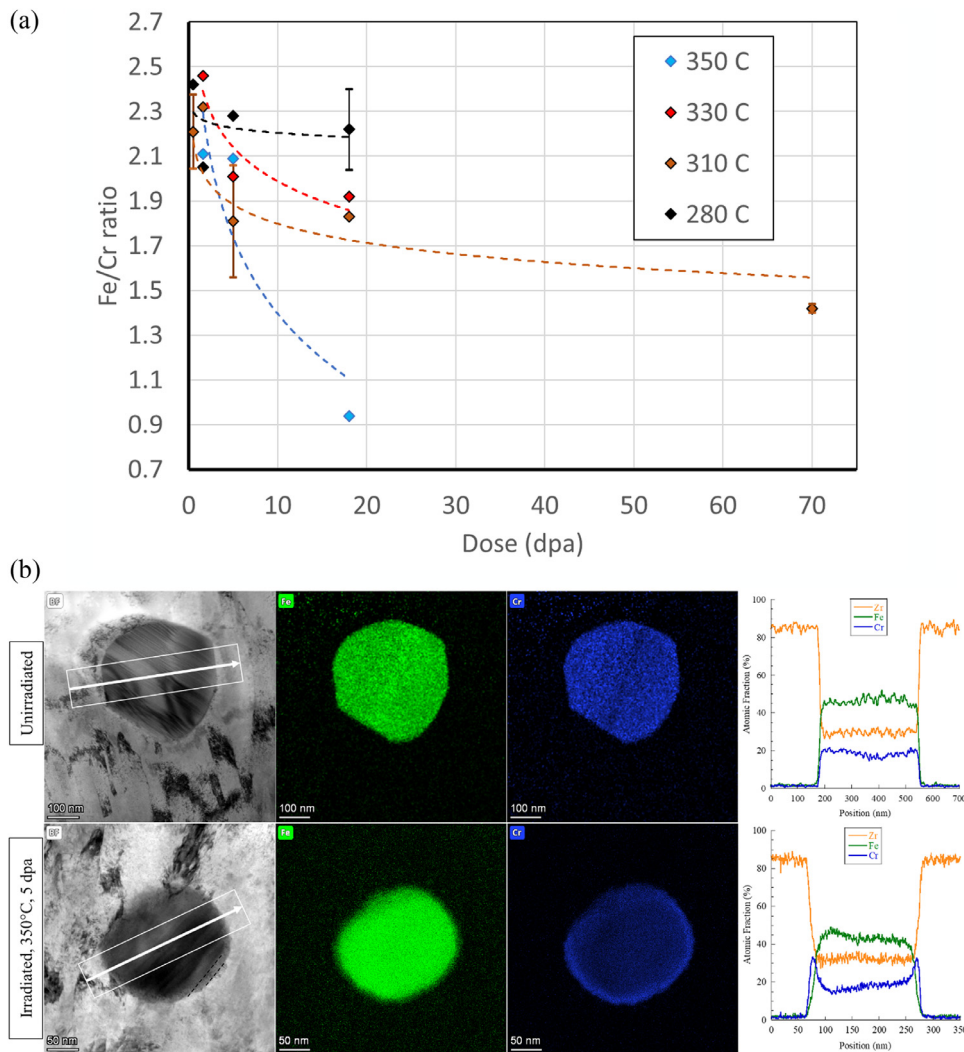 (a)
Fe/Cr ratio
2.7
2.5
2.3
2.1
1.9
1.7
1.5
1.3
1.1
0.9
0.7
350 C
330 C
310 C
280 C
0 10 20 30 40 50 60 70
Dose (dpa)
(b)
Unirradiated
BF
100 nm
Fe
100 nm
Cr
100 nm
Zr
Fe
Cr
Atomic Fraction (%)
100
80
60
40
20
0
0 100 200 300 400 500 600 700
Position (nm)
Irradiated, 350°C, 5 dpa
BF
50 nm
Fe
50 nm
Cr
50 nm
Zr
Fe
Cr
Atomic Fraction (%)
100
80
60
40
20
0
0 50 100 150 200 250 300 350
Position (nm)